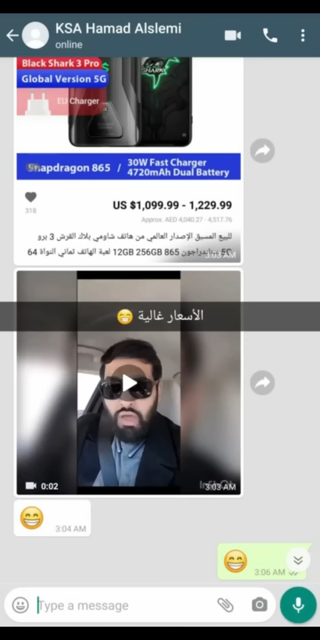 KSA Hamad Alslemi
online
Black Shark 3 Pro
Global Version 5G
EU Charger
Snapdragon 865 / 30W Fast Charger
4720mAh Dual Battery
318
US $1,099.99 - 1,229.99
Approx. AED 4,040.27 - 4,517.76
للبيع المسبق الإصدار العالمي من هاتف شاومي بلاك القرش 3 برو
5G سنابدراجون 865 12GB 256GB لعبة الهاتف ثماني النواة 64
الأسعار غالية 😁
0:02
3:03 AM
😁
3:04 AM
😁
3:06 AM
Type a message